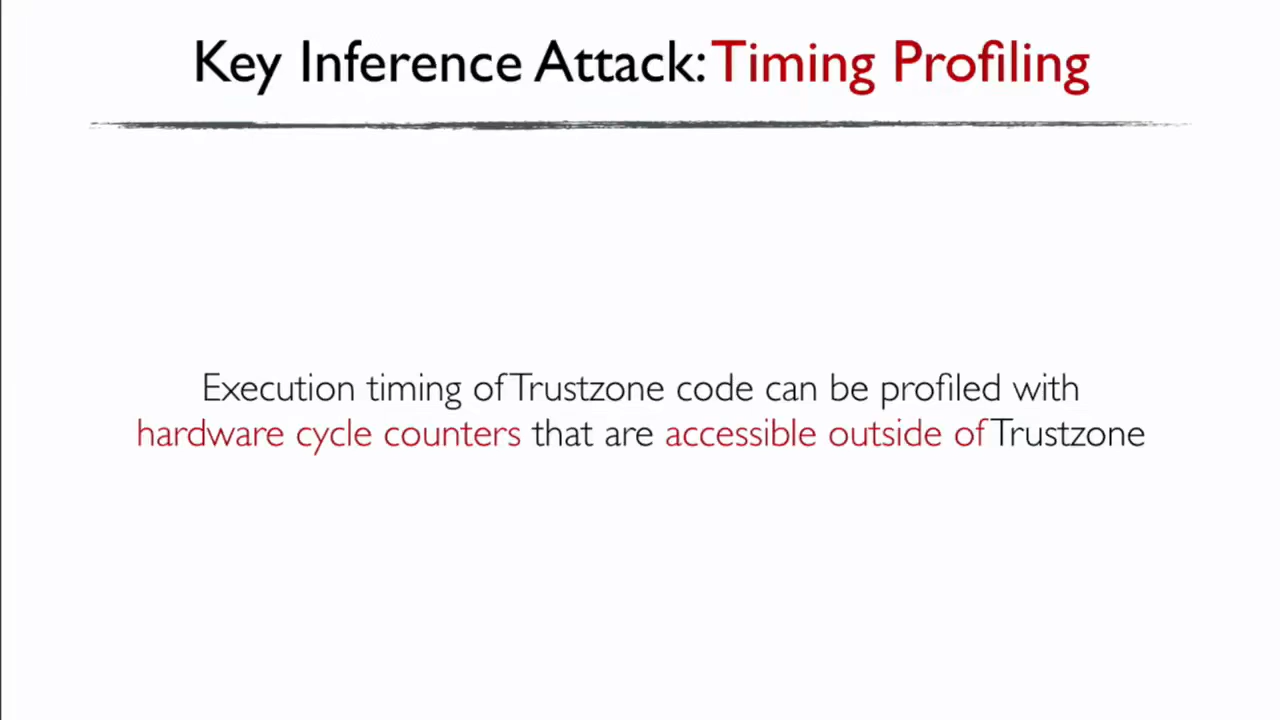 Key Inference Attack: Timing Profiling
Execution timing of Trustzone code can be profiled with
hardware cycle counters that are accessible outside of Trustzone